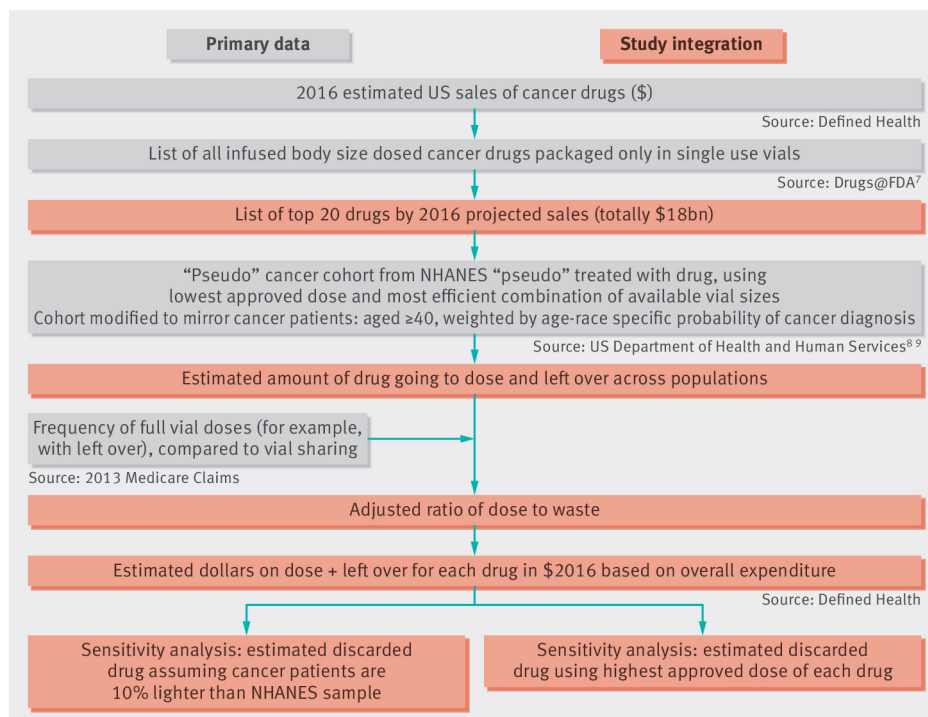 Primary data
Study integration
2016 estimated US sales of cancer drugs ($)
Source: Defined Health
List of all infused body size dosed cancer drugs packaged only in single use vials
Source: Drugs@FDA⁷
List of top 20 drugs by 2016 projected sales (totally $18bn)
“Pseudo” cancer cohort from NHANES “pseudo” treated with drug, using
lowest approved dose and most efficient combination of available vial sizes
Cohort modified to mirror cancer patients: aged ≥40, weighted by age-race specific probability of cancer diagnosis
Source: US Department of Health and Human Services⁸ ⁹
Estimated amount of drug going to dose and left over across populations
Frequency of full vial doses (for example,
with left over), compared to vial sharing
Source: 2013 Medicare Claims
Adjusted ratio of dose to waste
Estimated dollars on dose + left over for each drug in $2016 based on overall expenditure
Source: Defined Health
Sensitivity analysis: estimated discarded
drug assuming cancer patients are
10% lighter than NHANES sample
Sensitivity analysis: estimated discarded
drug using highest approved dose of each drug